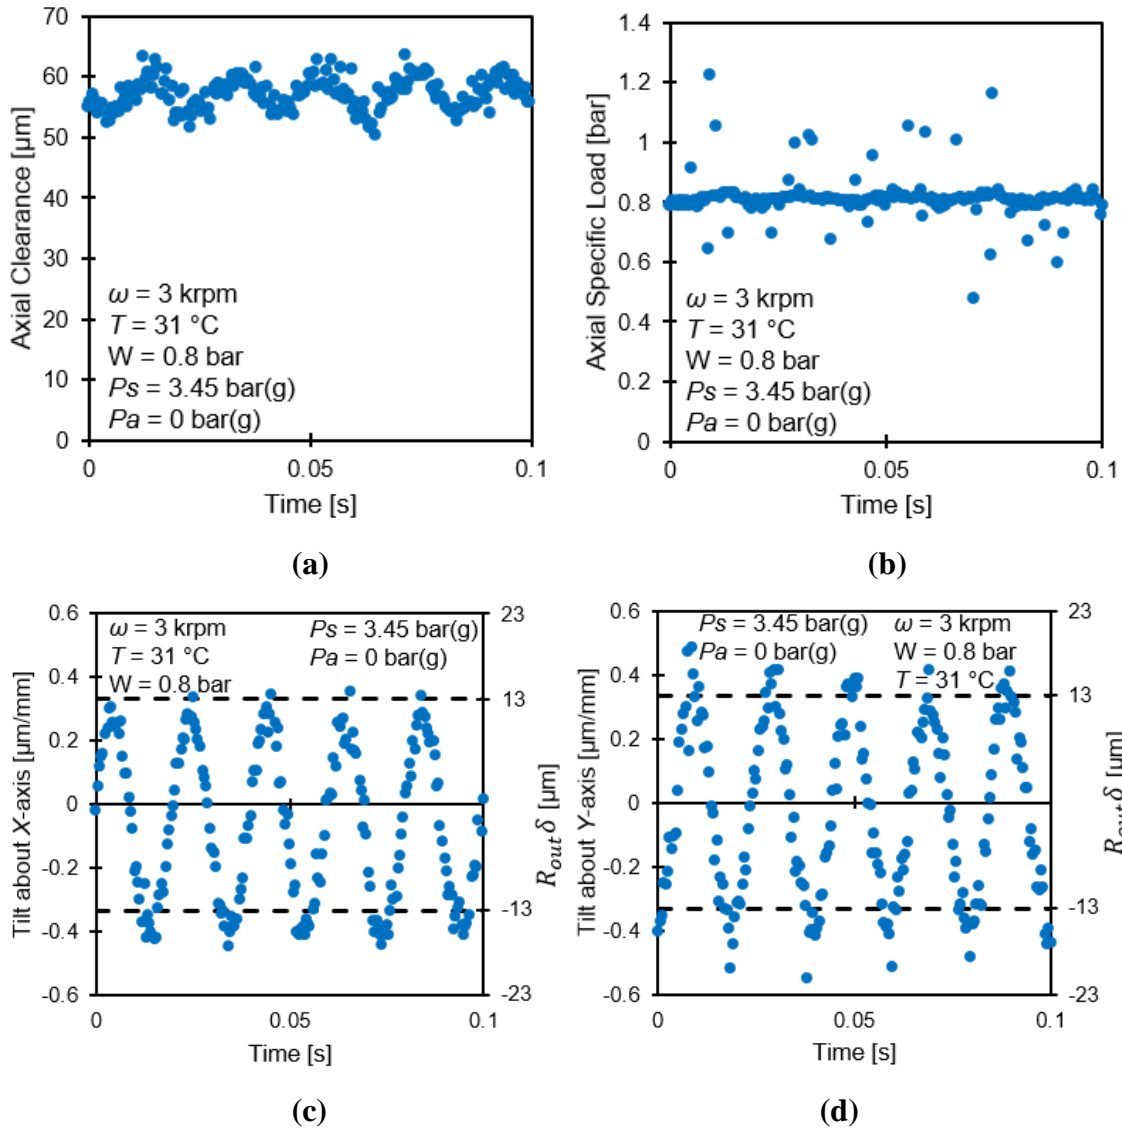 70
60
50
40
30
20
10
0
Axial Clearance [μm]
ω = 3 krpm
T = 31 °C
W = 0.8 bar
Ps = 3.45 bar(g)
Pa = 0 bar(g)
0
0.05
0.1
Time [s]
(a)
1.4
1.2
1
0.8
0.6
0.4
0.2
0
Axial Specific Load [bar]
ω = 3 krpm
T = 31 °C
W = 0.8 bar
Ps = 3.45 bar(g)
Pa = 0 bar(g)
0
0.05
0.1
Time [s]
(b)
0.6
0.4
0.2
0
-0.2
-0.4
-0.6
Tilt about X-axis [μm/mm]
ω = 3 krpm
T = 31 °C
W = 0.8 bar
Ps = 3.45 bar(g)
Pa = 0 bar(g)
23
13
-13
-23
R_out δ [μm]
0
0.05
0.1
Time [s]
(c)
0.6
0.4
0.2
0
-0.2
-0.4
-0.6
Tilt about Y-axis [μm/mm]
Ps = 3.45 bar(g)
Pa = 0 bar(g)
ω = 3 krpm
W = 0.8 bar
T = 31 °C
23
13
-13
-23
R_out δ [μm]
0
0.05
0.1
Time [s]
(d)